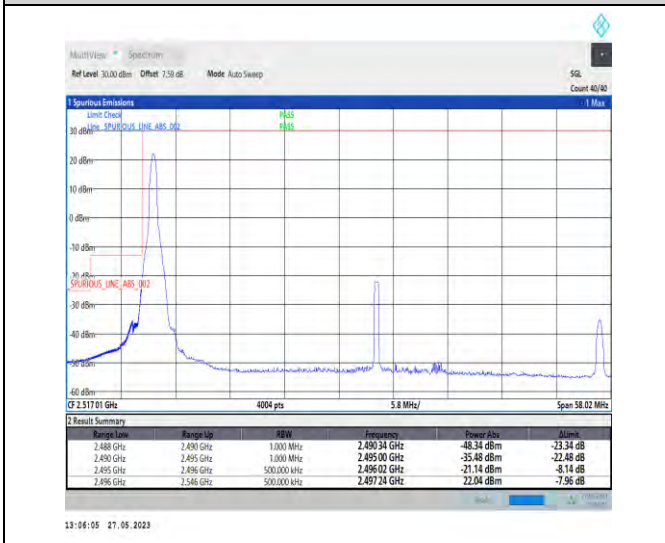 MultiView Spectrum
Ref Level 30.00 dBm Offset 7.59 dB Mode Auto Sweep SGL
Count 40/40
1 Spurious Emissions 1 Max
Limit Check PASS
Line SPURIOUS_LINE_ABS_002 PASS
30 dBm
20 dBm
10 dBm
0 dBm
-10 dBm
-20 dBm
SPURIOUS_LINE_ABS_002
-30 dBm
-40 dBm
-50 dBm
-60 dBm
CF 2.51701 GHz 4004 pts 5.8 MHz/ Span 58.02 MHz
2 Result Summary
Range Low Range Up RBW Frequency Power Abs ΔLimit
2.488 GHz 2.490 GHz 1.000 MHz 2.490 34 GHz -48.34 dBm -23.34 dB
2.490 GHz 2.495 GHz 1.000 MHz 2.495 00 GHz -35.48 dBm -22.48 dB
2.495 GHz 2.496 GHz 500.000 kHz 2.496 02 GHz -21.14 dBm -8.14 dB
2.496 GHz 2.546 GHz 500.000 kHz 2.497 24 GHz 22.04 dBm -7.96 dB
13:06:05 27.05.2023